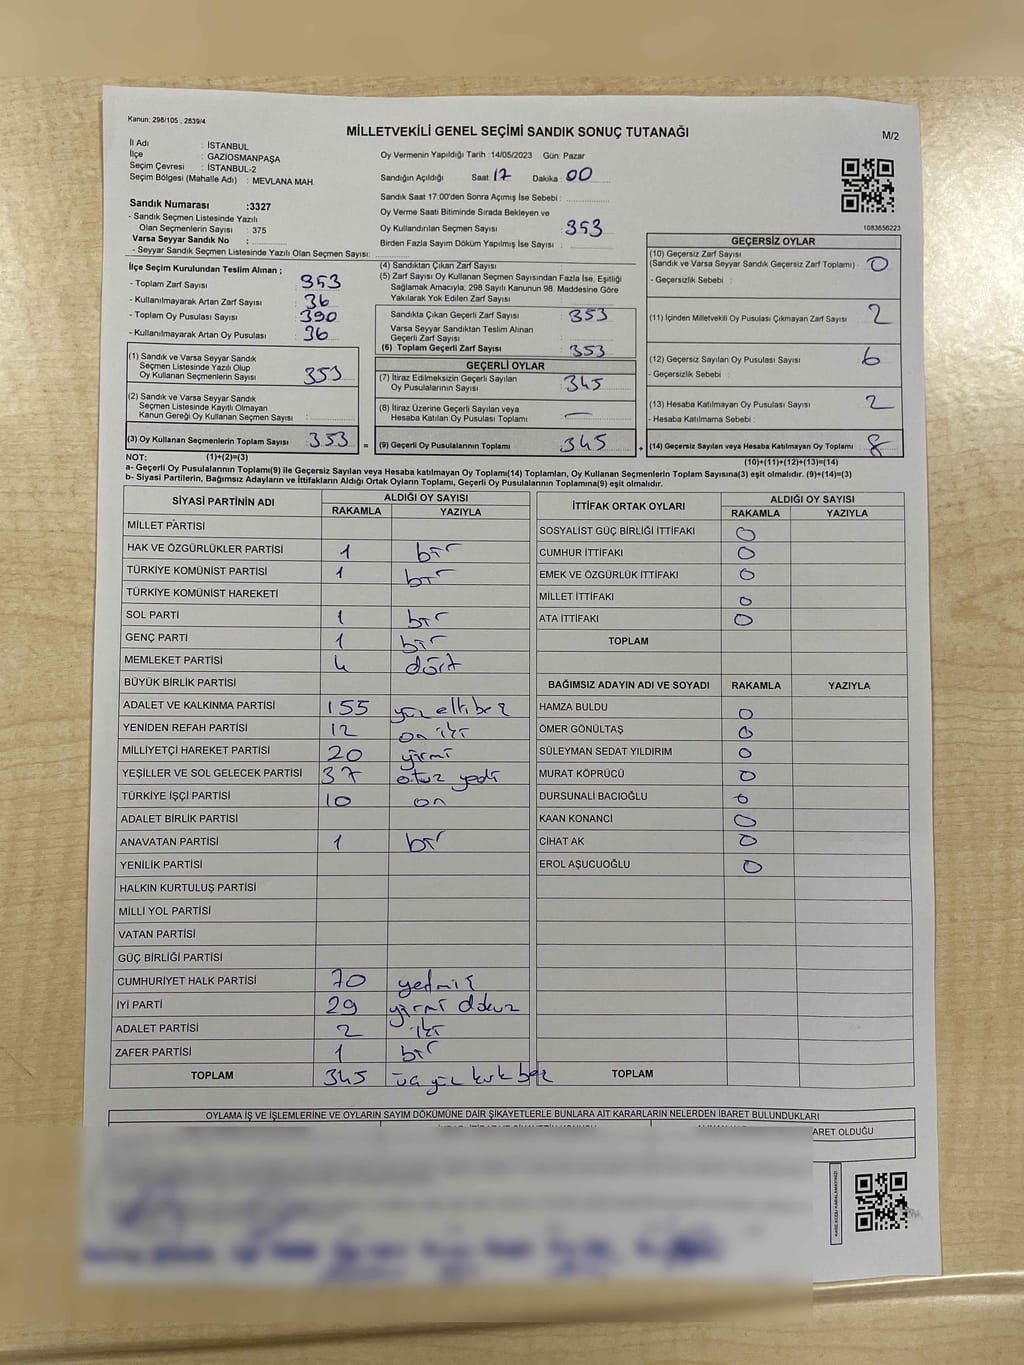 Kanun: 298/105 , 2839/4
MİLLETVEKİLİ GENEL SEÇİMİ SANDIK SONUÇ TUTANAĞI
M/2
İl Adı : İSTANBUL
İlçe : GAZİOSMANPAŞA
Seçim Çevresi : İSTANBUL-2
Seçim Bölgesi (Mahalle Adı) : MEVLANA MAH.
Oy Vermenin Yapıldığı Tarih :14/05/2023 Gün: Pazar
Sandığın Açıldığı Saat: 17 Dakika: 00
Sandık Saat 17:00'den Sonra Açmış İse Sebebi :
Oy Verme Saati Bitiminde Sırada Bekleyen ve
Oy Kullandırılan Seçmen Sayısı : 353
Birden Fazla Sayım Döküm Yapılmış İse Sayısı :
1083656223
Sandık Numarası :3327
- Sandık Seçmen Listesinde Yazılı
Olan Seçmenlerin Sayısı : 375
Varsa Seyyar Sandık No :
- Seyyar Sandık Seçmen Listesinde Yazılı Olan Seçmen Sayısı:
İlçe Seçim Kurulundan Teslim Alınan ;
- Toplam Zarf Sayısı : 353
- Kullanılmayarak Artan Zarf Sayısı : 36
- Toplam Oy Pusulası Sayısı : 390
- Kullanılmayarak Artan Oy Pusulası : 36
(1) Sandık ve Varsa Seyyar Sandık
Seçmen Listesinde Yazılı Olup
Oy Kullanan Seçmenlerin Sayısı : 353
(2) Sandık ve Varsa Seyyar Sandık
Seçmen Listesinde Kayıtlı Olmayan
Kanun Gereği Oy Kullanan Seçmen Sayısı :
(3) Oy Kullanan Seçmenlerin Toplam Sayısı : 353 =
(4) Sandıktan Çıkan Zarf Sayısı :
(5) Zarf Sayısı Oy Kullanan Seçmen Sayısından Fazla İse, Eşitliği
Sağlamak Amacıyla; 298 Sayılı Kanunun 98. Maddesine Göre
Yakılarak Yok Edilen Zarf Sayısı :
Sandıkta Çıkan Geçerli Zarf Sayısı : 353
Varsa Seyyar Sandıktan Teslim Alınan
Geçerli Zarf Sayısı :
(6) Toplam Geçerli Zarf Sayısı : 353
GEÇERLİ OYLAR
(7) İtiraz Edilmeksizin Geçerli Sayılan
Oy Pusulalarının Sayısı : 345
(8) İtiraz Üzerine Geçerli Sayılan veya
Hesaba Katılan Oy Pusulası Toplamı : —
(9) Geçerli Oy Pusulalarının Toplamı : 345 +
GEÇERSİZ OYLAR
(10) Geçersiz Zarf Sayısı
(Sandık ve Varsa Seyyar Sandık Geçersiz Zarf Toplamı) : 0
- Geçersizlik Sebebi :
(11) İçinden Milletvekili Oy Pusulası Çıkmayan Zarf Sayısı : 2
(12) Geçersiz Sayılan Oy Pusulası Sayısı : 6
- Geçersizlik Sebebi :
(13) Hesaba Katılmayan Oy Pusulası Sayısı : 2
- Hesaba Katılmama Sebebi :
(14) Geçersiz Sayılan veya Hesaba Katılmayan Oy Toplamı : 8
NOT: (1)+(2)=(3)
(10)+(11)+(12)+(13)=(14)
a- Geçerli Oy Pusulalarının Toplamı(9) ile Geçersiz Sayılan veya Hesaba katılmayan Oy Toplamı(14) Toplamları, Oy Kullanan Seçmenlerin Toplam Sayısına(3) eşit olmalıdır. (9)+(14)=(3)
b- Siyasi Partilerin, Bağımsız Adayların ve İttifakların Aldığı Ortak Oyların Toplamı, Geçerli Oy Pusulalarının Toplamına(9) eşit olmalıdır.
SİYASİ PARTİNİN ADI ALDIĞI OY SAYISI
RAKAMLA YAZIYLA
MİLLET PARTİSİ
HAK VE ÖZGÜRLÜKLER PARTİSİ 1 bir
TÜRKİYE KOMÜNİST PARTİSİ 1 bir
TÜRKİYE KOMÜNİST HAREKETİ
SOL PARTİ 1 bir
GENÇ PARTİ 1 bir
MEMLEKET PARTİSİ 4 dört
BÜYÜK BİRLİK PARTİSİ
ADALET VE KALKINMA PARTİSİ 155 yüz elli beş
YENİDEN REFAH PARTİSİ 12 on iki
MİLLİYETÇİ HAREKET PARTİSİ 20 yirmi
YEŞİLLER VE SOL GELECEK PARTİSİ 37 otuz yedi
TÜRKİYE İŞÇİ PARTİSİ 10 on
ADALET BİRLİK PARTİSİ
ANAVATAN PARTİSİ 1 bir
YENİLİK PARTİSİ
HALKIN KURTULUŞ PARTİSİ
MİLLİ YOL PARTİSİ
VATAN PARTİSİ
GÜÇ BİRLİĞİ PARTİSİ
CUMHURİYET HALK PARTİSİ 70 yetmiş
İYİ PARTİ 29 yirmi dokuz
ADALET PARTİSİ 2 iki
ZAFER PARTİSİ 1 bir
TOPLAM 345 üç yüz kırk beş
İTTİFAK ORTAK OYLARI ALDIĞI OY SAYISI
RAKAMLA YAZIYLA
SOSYALİST GÜÇ BİRLİĞİ İTTİFAKI 0
CUMHUR İTTİFAKI 0
EMEK VE ÖZGÜRLÜK İTTİFAKI 0
MİLLET İTTİFAKI 0
ATA İTTİFAKI 0
TOPLAM
BAĞIMSIZ ADAYIN ADI VE SOYADI RAKAMLA YAZIYLA
HAMZA BULDU 0
ÖMER GÖNÜLTAŞ 0
SÜLEYMAN SEDAT YILDIRIM 0
MURAT KÖPRÜCÜ 0
DURSUNALİ BACIOĞLU 0
KAAN KONANCİ 0
CİHAT AK 0
EROL AŞUCUOĞLU 0
TOPLAM
OYLAMA İŞ VE İŞLEMLERİNE VE OYLARIN SAYIM DÖKÜMÜNE DAİR ŞİKAYETLERLE BUNLARA AİT KARARLARIN NELERDEN İBARET BULUNDUKLARI
ARET OLDUĞU